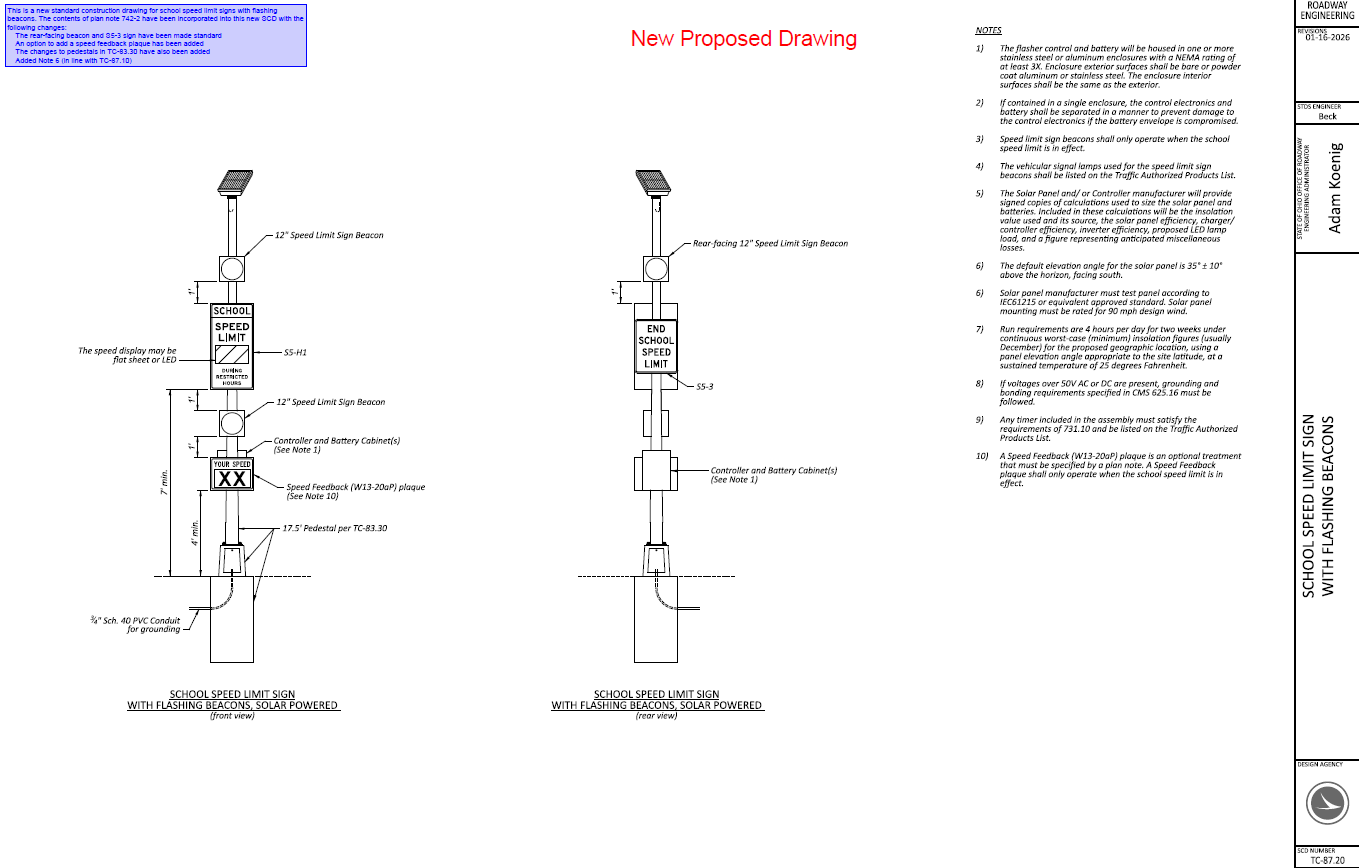 This is a new standard construction drawing for school speed limit signs with flashing
beacons. The contents of plan note 742-2 have been incorporated into this new SCD with the
following changes:
The rear-facing beacon and S5-3 sign have been made standard
An option to add a speed feedback plaque has been added
The changes to pedestals in TC-83.30 have also been added
Added Note 6 (in line with TC-87.10)
New Proposed Drawing
12" Speed Limit Sign Beacon
1'
SCHOOL
SPEED
LIMIT
DURING
RESTRICTED
HOURS
The speed display may be
flat sheet or LED
S5-H1
1'
12" Speed Limit Sign Beacon
1'
Controller and Battery Cabinet(s)
(See Note 1)
YOUR SPEED
XX
Speed Feedback (W13-20aP) plaque
(See Note 10)
7' min.
4' min.
17.5' Pedestal per TC-83.30
¾" Sch. 40 PVC Conduit
for grounding
SCHOOL SPEED LIMIT SIGN
WITH FLASHING BEACONS, SOLAR POWERED
(front view)
Rear-facing 12" Speed Limit Sign Beacon
1'
END
SCHOOL
SPEED
LIMIT
S5-3
Controller and Battery Cabinet(s)
(See Note 1)
SCHOOL SPEED LIMIT SIGN
WITH FLASHING BEACONS, SOLAR POWERED
(rear view)
NOTES
1) The flasher control and battery will be housed in one or more
stainless steel or aluminum enclosures with a NEMA rating of
at least 3X. Enclosure exterior surfaces shall be bare or powder
coat aluminum or stainless steel. The enclosure interior
surfaces shall be the same as the exterior.
2) If contained in a single enclosure, the control electronics and
battery shall be separated in a manner to prevent damage to
the control electronics if the battery envelope is compromised.
3) Speed limit sign beacons shall only operate when the school
speed limit is in effect.
4) The vehicular signal lamps used for the speed limit sign
beacons shall be listed on the Traffic Authorized Products List.
5) The Solar Panel and/ or Controller manufacturer will provide
signed copies of calculations used to size the solar panel and
batteries. Included in these calculations will be the insolation
value used and its source, the solar panel efficiency, charger/
controller efficiency, inverter efficiency, proposed LED lamp
load, and a figure representing anticipated miscellaneous
losses.
6) The default elevation angle for the solar panel is 35° ± 10°
above the horizon, facing south.
6) Solar panel manufacturer must test panel according to
IEC61215 or equivalent approved standard. Solar panel
mounting must be rated for 90 mph design wind.
7) Run requirements are 4 hours per day for two weeks under
continuous worst-case (minimum) insolation figures (usually
December) for the proposed geographic location, using a
panel elevation angle appropriate to the site latitude, at a
sustained temperature of 25 degrees Fahrenheit.
8) If voltages over 50V AC or DC are present, grounding and
bonding requirements specified in CMS 625.16 must be
followed.
9) Any timer included in the assembly must satisfy the
requirements of 731.10 and be listed on the Traffic Authorized
Products List.
10) A Speed Feedback (W13-20aP) plaque is an optional treatment
that must be specified by a plan note. A Speed Feedback
plaque shall only operate when the school speed limit is in
effect.
ROADWAY
ENGINEERING
REVISIONS
01-16-2026
STDS ENGINEER
Beck
STATE OF OHIO OFFICE OF ROADWAY
ENGINEERING ADMINISTRATOR
Adam Koenig
SCHOOL SPEED LIMIT SIGN
WITH FLASHING BEACONS
DESIGN AGENCY
SCD NUMBER
TC-87.20